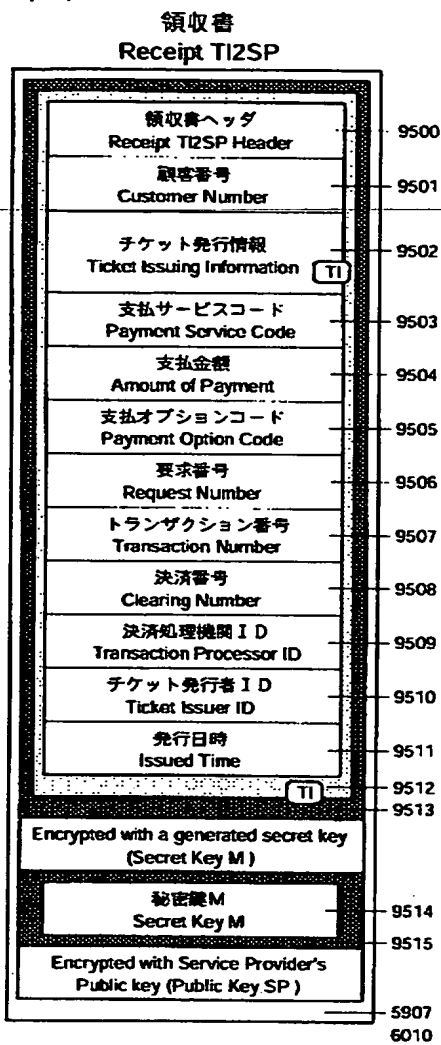 領収書
Receipt TI2SP
領収書ヘッダ
Receipt TI2SP Header
9500
顧客番号
Customer Number
9501
チケット発行情報
Ticket Issuing Information
TI
9502
支払サービスコード
Payment Service Code
9503
支払金額
Amount of Payment
9504
支払オプションコード
Payment Option Code
9505
要求番号
Request Number
9506
トランザクション番号
Transaction Number
9507
決済番号
Clearing Number
9508
決済処理機関ID
Transaction Processor ID
9509
チケット発行者ID
Ticket Issuer ID
9510
発行日時
Issued Time
9511
TI
9512
9513
Encrypted with a generated secret key
(Secret Key M )
秘密鍵M
Secret Key M
9514
9515
Encrypted with Service Provider's
Public key (Public Key SP )
5907
6010